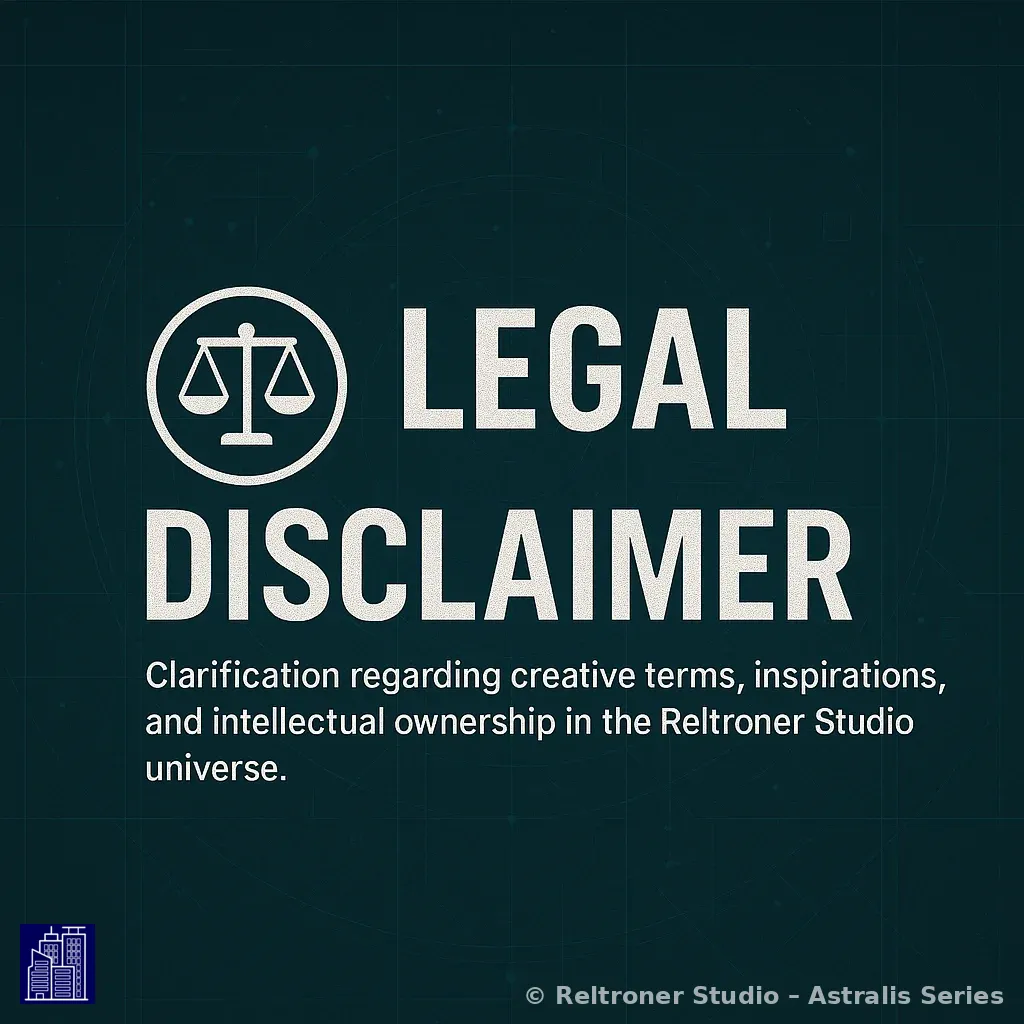 LEGAL
DISCLAIMER
Clarification regarding creative terms, inspirations,
and intellectual ownership in the Reltroner Studio
universe.
© Reltroner Studio – Astralis Series